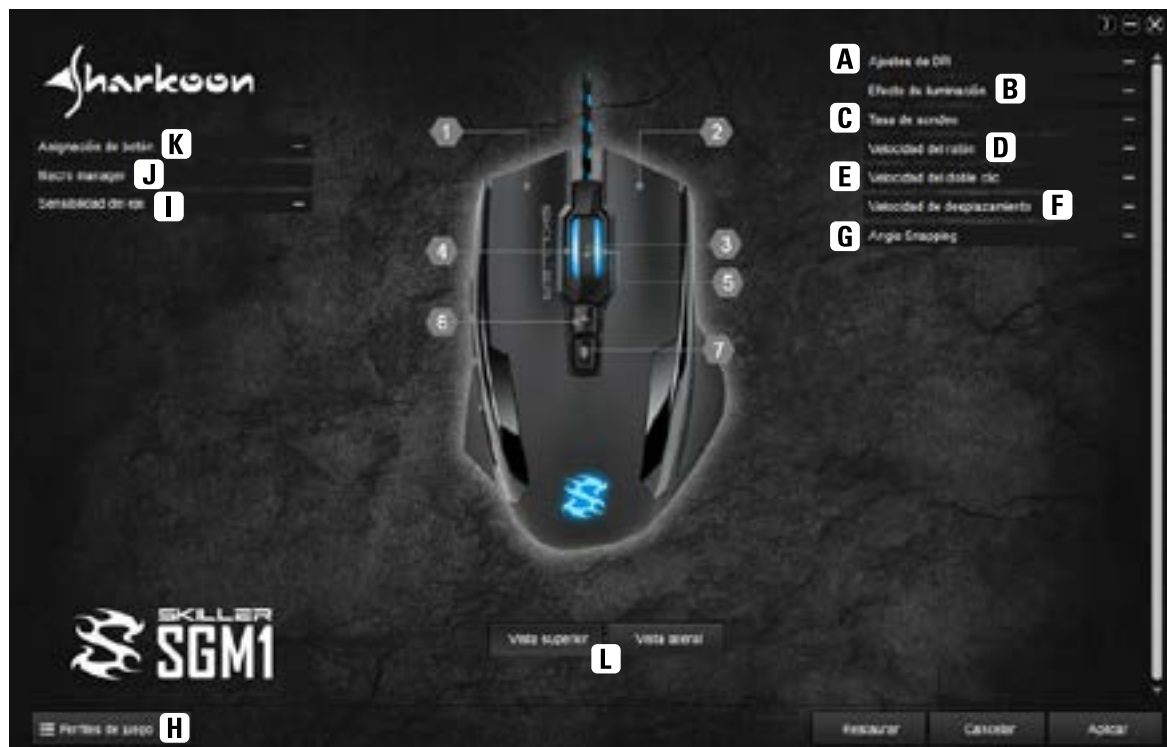 Sharkoon
A Ajustes de DPI
Efecto de iluminación B
C Tasa de sondeo
Velocidad del ratón D
E Velocidad del doble clic
Velocidad de desplazamiento F
G Angle Snapping
Asignación de botón K
Macro manager J
Sensibilidad del eje I
1
2
3
4
5
6
7
SKILLER
SKILLER
SGM1
Vista superior
Vista lateral
L
Perfiles de juego H
Restaurar
Cancelar
Aplicar